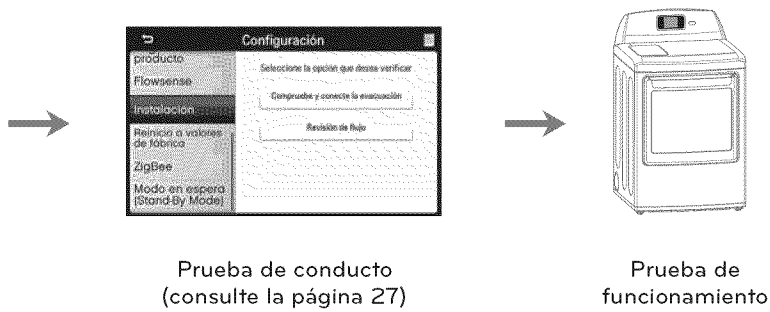 Configuración
producto
Flowsense
Instalacion
Reinicio a valores
de fábrica
ZigBee
Modo en espera
(Stand-By Mode)
Seleccione la opción que desea verificar
Compruebe y conecte la evacuación
Revisión de flujo
Prueba de conducto
(consulte la página 27)
Prueba de
funcionamiento